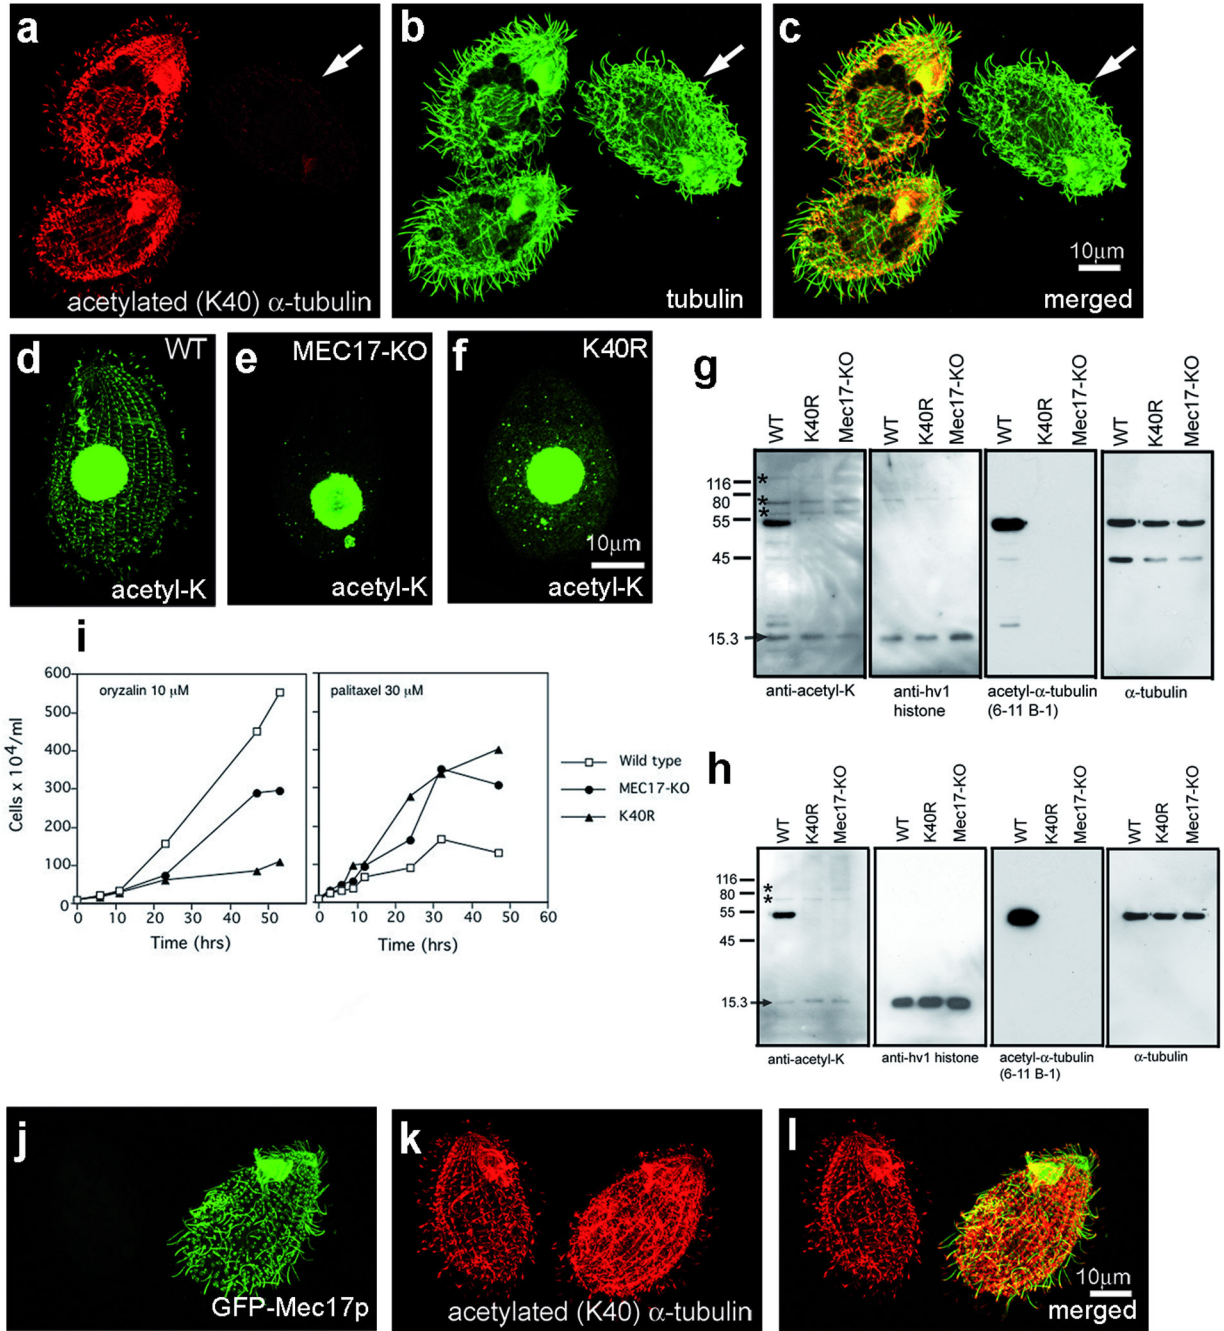 a
b
c
acetylated (K40) α-tubulin
tubulin
10μm
merged
d
WT
e
MEC17-KO
f
K40R
acetyl-K
acetyl-K
10μm
acetyl-K
g
WT
K40R
Mec17-KO
WT
K40R
Mec17-KO
WT
K40R
Mec17-KO
WT
K40R
Mec17-KO
116
*
80
*
*
55
45
15.3
anti-acetyl-K
anti-hv1
histone
acetyl-α-tubulin
(6-11 B-1)
α-tubulin
i
600
500
400
300
200
100
0
Cells x 10⁴/ml
oryzalin 10 μM
palitaxel 30 μM
0 10 20 30 40 50
0 10 20 30 40 50 60
Time (hrs)
Time (hrs)
Wild type
MEC17-KO
K40R
h
WT
K40R
Mec17-KO
WT
K40R
Mec17-KO
WT
K40R
Mec17-KO
WT
K40R
Mec17-KO
116
*
80
*
55
45
15.3
anti-acetyl-K
anti-hv1 histone
acetyl-α-tubulin
(6-11 B-1)
α-tubulin
j
k
l
GFP-Mec17p
acetylated (K40) α-tubulin
10μm
merged